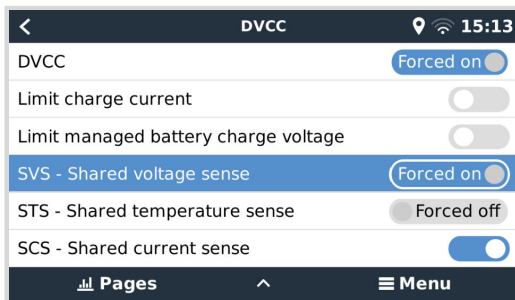 DVCC 15:13
DVCC Forced on
Limit charge current
Limit managed battery charge voltage
SVS - Shared voltage sense Forced on
STS - Shared temperature sense Forced off
SCS - Shared current sense
Pages Menu